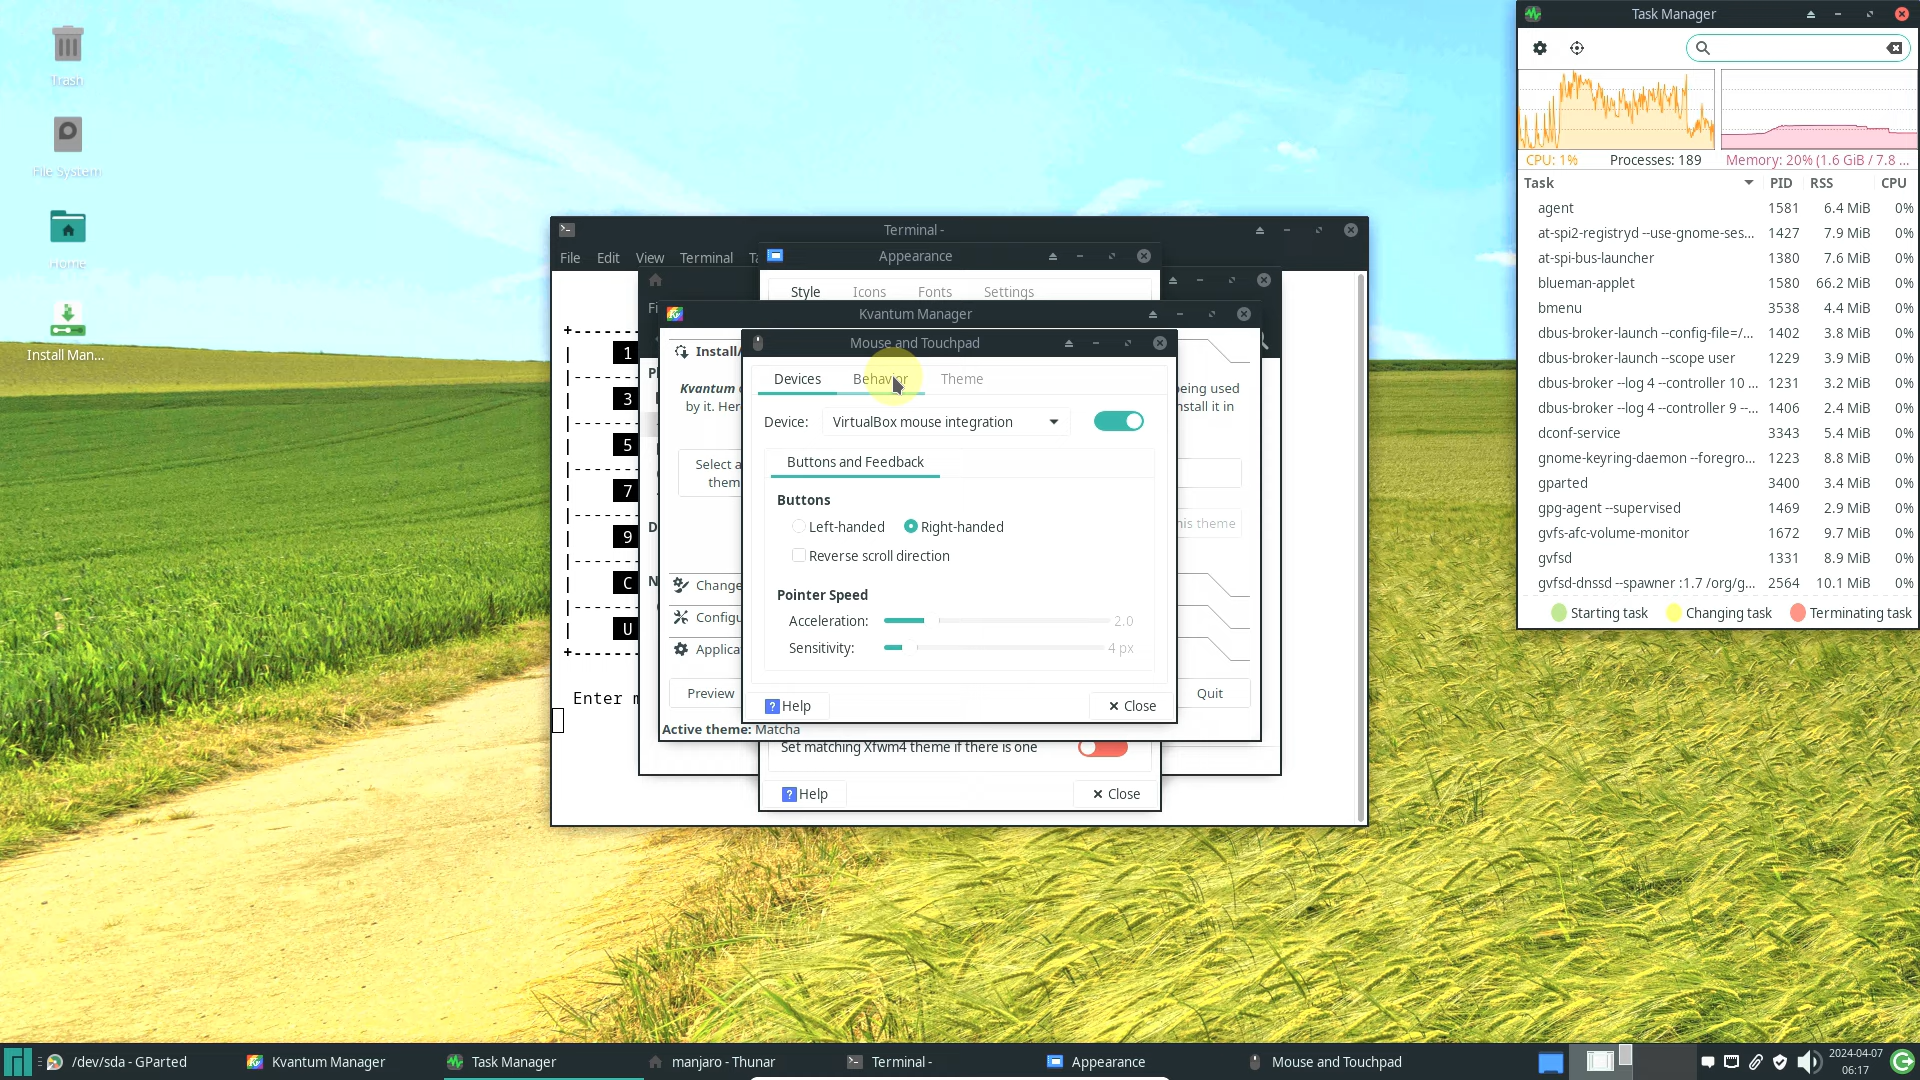 Trash
File System
Home
Install Man...
Terminal -
File Edit View Terminal
1
3
5
7
9
C
U
Enter
Appearance
Style Icons Fonts Settings
Set matching Xfwm4 theme if there is one
Help
Close
Kvantum Manager
Install/
Kvantum
by it. Her
eing used
nstall it in
Select a
them
his theme
Change
Configu
Applica
Preview
Quit
Active theme: Matcha
Mouse and Touchpad
Devices Behavior Theme
Device: VirtualBox mouse integration
Buttons and Feedback
Buttons
Left-handed Right-handed
Reverse scroll direction
Pointer Speed
Acceleration: 2.0
Sensitivity: 4 px
Help
Close
Task Manager
CPU: 1% Processes: 189 Memory: 20% (1.6 GiB / 7.8 ...
Task PID RSS CPU
agent 1581 6.4 MiB 0%
at-spi2-registryd --use-gnome-ses... 1427 7.9 MiB 0%
at-spi-bus-launcher 1380 7.6 MiB 0%
blueman-applet 1580 66.2 MiB 0%
bmenu 3538 4.4 MiB 0%
dbus-broker-launch --config-file=/... 1402 3.8 MiB 0%
dbus-broker-launch --scope user 1229 3.9 MiB 0%
dbus-broker --log 4 --controller 10 ... 1231 3.2 MiB 0%
dbus-broker --log 4 --controller 9 --... 1406 2.4 MiB 0%
dconf-service 3343 5.4 MiB 0%
gnome-keyring-daemon --foregro... 1223 8.8 MiB 0%
gparted 3400 3.4 MiB 0%
gpg-agent --supervised 1469 2.9 MiB 0%
gvfs-afc-volume-monitor 1672 9.7 MiB 0%
gvfsd 1331 8.9 MiB 0%
gvfsd-dnssd --spawner :1.7 /org/g... 2564 10.1 MiB 0%
Starting task Changing task Terminating task
/dev/sda - GParted
Kvantum Manager
Task Manager
manjaro - Thunar
Terminal -
Appearance
Mouse and Touchpad
2024-04-07
06:17